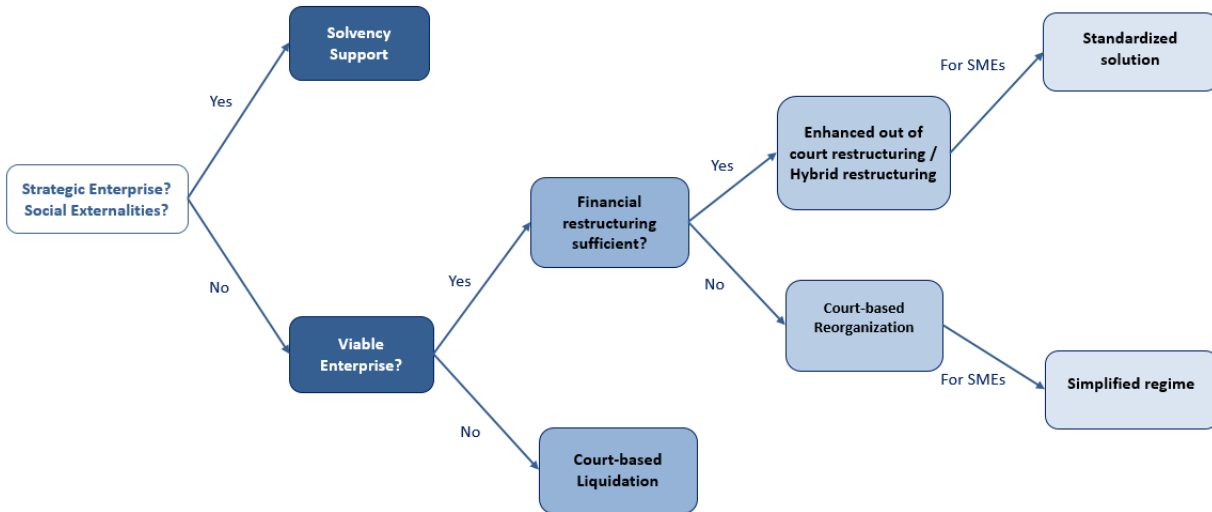 Solvency
Support
Standardized
solution
For SMEs
Yes
Enhanced out of
court restructuring /
Hybrid restructuring
Yes
Strategic Enterprise?
Social Externalities?
Financial
restructuring
sufficient?
No
Yes
No
Court-based
Reorganization
Viable
Enterprise?
For SMEs
Simplified regime
No
Court-based
Liquidation